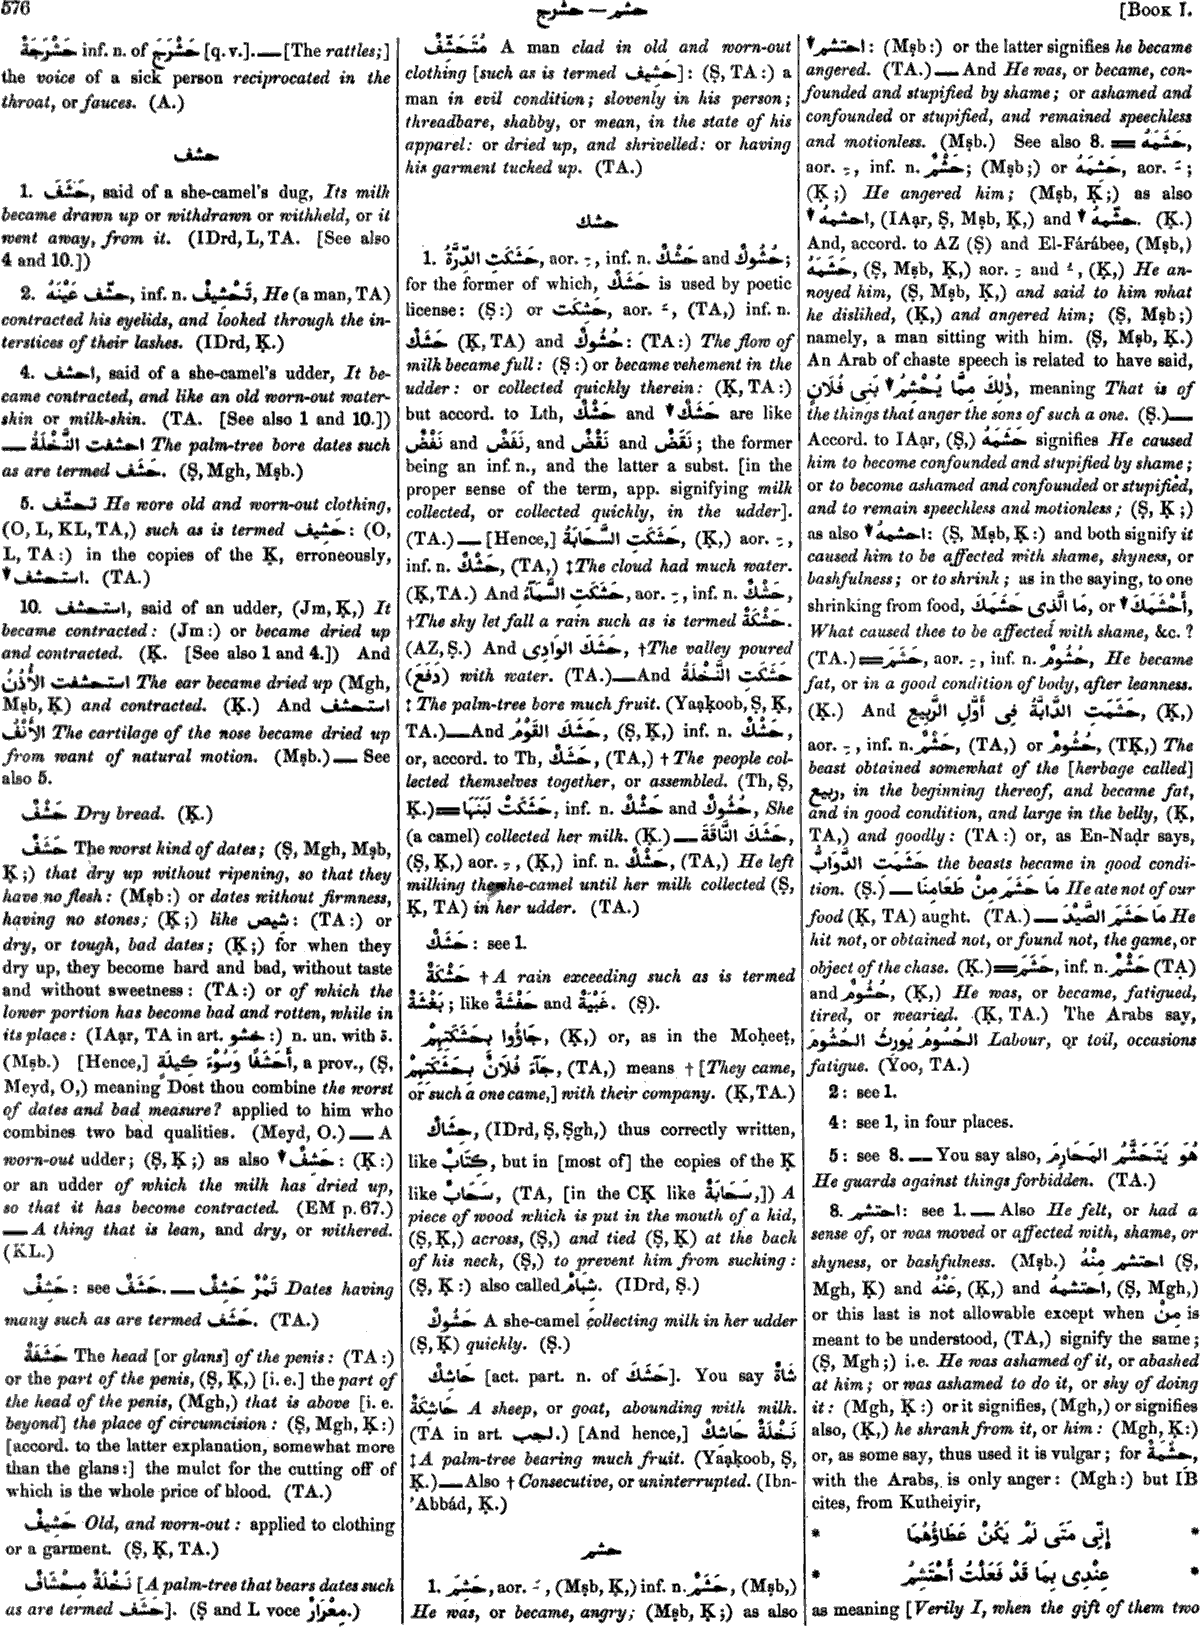 576
حشرج — حشم
[BOOK I.
حَشْرَجَةٌ inf. n. of حَشْرَجَ [q. v.]. — [The rattles;]
the voice of a sick person reciprocated in the
throat, or fauces. (A.)
حشف
1. حَشَفَ, said of a she-camel's dug, Its milk
became drawn up or withdrawn or withheld, or it
went away, from it. (IDrd, L, TA. [See also
4 and 10.])
2. حَشَّفَ عَيْنَهُ, inf. n. تَحْشِيفٌ, He (a man, TA)
contracted his eyelids, and looked through the in-
terstices of their lashes. (IDrd, Ḳ.)
4. احشف, said of a she-camel's udder, It be-
came contracted, and like an old worn-out water-
skin or milk-skin. (TA. [See also 1 and 10.])
— احشفت النَّخْلَةُ The palm-tree bore dates such
as are termed حَشَف. (Ṣ, Mgh, Mṣb.)
5. تحشّف He wore old and worn-out clothing,
(O, L, KL, TA,) such as is termed حَشِيف: (O,
L, TA:) in the copies of the Ḳ, erroneously,
▼ استحشف. (TA.)
10. استحشف, said of an udder, (Jm, Ḳ,) It
became contracted: (Jm:) or became dried up
and contracted. (Ḳ. [See also 1 and 4.]) And
استحشفت الأُذُنُ The ear became dried up (Mgh,
Mṣb, Ḳ) and contracted. (Ḳ.) And استحشف
الأَنْفُ The cartilage of the nose became dried up
from want of natural motion. (Mṣb.) — See
also 5.
حَشْفٌ Dry bread. (Ḳ.)
حَشَفٌ The worst kind of dates; (Ṣ, Mgh, Mṣb,
Ḳ;) that dry up without ripening, so that they
have no flesh: (Mṣb:) or dates without firmness,
having no stones; (Ḳ;) like شِيص: (TA:) or
dry, or tough, bad dates; (Ḳ;) for when they
dry up, they become hard and bad, without taste
and without sweetness: (TA:) or of which the
lower portion has become bad and rotten, while in
its place: (IAạr, TA in art. خشو:) n. un. with ة.
(Mṣb.) [Hence,] أَحَشَفًا وَسُوْءَ كِيلَةٍ, a prov., (Ṣ,
Meyd, O,) meaning Dost thou combine the worst
of dates and bad measure? applied to him who
combines two bad qualities. (Meyd, O.) — A
worn-out udder; (Ṣ, Ḳ;) as also ▼ حَشْفٌ: (Ḳ:)
or an udder of which the milk has dried up,
so that it has become contracted. (EM p. 67.)
— A thing that is lean, and dry, or withered.
(KL.)
حَشِفٌ: see حَشَفٌ. — تَمْرٌ حَشِفٌ Dates having
many such as are termed حَشَف. (TA.)
حَشَفَةٌ The head [or glans] of the penis: (TA:)
or the part of the penis, (Ṣ, Ḳ,) [i. e.] the part of
the head of the penis, (Mgh,) that is above [i. e.
beyond] the place of circumcision: (Ṣ, Mgh, Ḳ:)
[accord. to the latter explanation, somewhat more
than the glans:] the mulct for the cutting off of
which is the whole price of blood. (TA.)
حَشِيفٌ Old, and worn-out: applied to clothing
or a garment. (Ṣ, Ḳ, TA.)
نَخْلَةٌ مِحْشَافٌ [A palm-tree that bears dates such
as are termed حَشَف]. (Ṣ and L voce مِعْرَارٌ.)
مُتَحَشِّفٌ A man clad in old and worn-out
clothing [such as is termed حَشِيف]: (Ṣ, TA:) a
man in evil condition; slovenly in his person;
threadbare, shabby, or mean, in the state of his
apparel: or dried up, and shrivelled: or having
his garment tucked up. (TA.)
حشك
1. حَشَكَتِ الدِّرَّةُ, aor. ـِ, inf. n. حَشْكٌ and حُشُوكٌ;
for the former of which, حَشَكٌ is used by poetic
license: (Ṣ:) or حَشَكَت, aor. ـُ, (TA,) inf. n.
حَشَكٌ (Ḳ, TA) and حُشُوكٌ: (TA:) The flow of
milk became full: (Ṣ:) or became vehement in the
udder: or collected quickly therein: (Ḳ, TA:)
but accord. to Lth, حَشْكٌ and ▼ حَشَكٌ are like
نَفْضٌ and نَفَضٌ, and نَقْضٌ and نَقَضٌ; the former
being an inf. n., and the latter a subst. [in the
proper sense of the term, app. signifying milk
collected, or collected quickly, in the udder].
(TA.) — [Hence,] حَشَكَتِ السَّحَابَةُ, (Ḳ,) aor. ـِ,
inf. n. حَشْكٌ, (TA,) ‡ The cloud had much water.
(Ḳ, TA.) And حَشَكَتِ السَّمَآءُ, aor. ـِ, inf. n. حَشْكٌ,
† The sky let fall a rain such as is termed حَشْكَة.
(AZ, Ṣ.) And حَشَكَ الوَادِى, † The valley poured
(دَفَعَ) with water. (TA.) — And حَشَكَتِ النَّخْلَةُ
‡ The palm-tree bore much fruit. (Yaạḳoob, Ṣ, Ḳ,
TA.) — And حَشَكَ القَوْمُ, (Ṣ, Ḳ,) inf. n. حَشْكٌ,
or, accord. to Th, حَشَكٌ, (TA,) † The people col-
lected themselves together, or assembled. (Th, Ṣ,
Ḳ.) = حَشَكَتْ لَبَنَهَا, inf. n. حَشْكٌ and حُشُوكٌ, She
(a camel) collected her milk. (Ḳ.) — حَشَكَ النَّاقَةَ,
(Ṣ, Ḳ,) aor. ـِ, (Ḳ,) inf. n. حَشْكٌ, (TA,) He left
milking the she-camel until her milk collected (Ṣ,
Ḳ, TA) in her udder. (TA.)
حَشَكٌ: see 1.
حَشْكَةٌ † A rain exceeding such as is termed
بَغْشَةٌ; like حَفْشَةٌ and غَبْيَةٌ. (Ṣ).
جَاؤُوا بِحَشَكَتِهِمْ, (Ḳ,) or, as in the Moḥeeṭ,
جَآءَ فُلَانٌ بِحَشَكَتِهِمْ, (TA,) means † [They came,
or such a one came,] with their company. (Ḳ, TA.)
حِشَاكٌ, (IDrd, Ṣ, Ṣgh,) thus correctly written,
like كِتَابٌ, but in [most of] the copies of the Ḳ
like سَحَابٌ, (TA, [in the CḲ like سَحَابَةٌ,]) A
piece of wood which is put in the mouth of a kid,
(Ṣ, Ḳ,) across, (Ṣ,) and tied (Ṣ, Ḳ) at the back
of his neck, (Ṣ,) to prevent him from sucking:
(Ṣ, Ḳ:) also called شِبَامٌ. (IDrd, Ṣ.)
حَشُوكٌ A she-camel collecting milk in her udder
(Ṣ, Ḳ) quickly. (Ṣ.)
حَاشِكٌ [act. part. n. of حَشَكَ]. You say شَاةٌ
حَاشِكَةٌ A sheep, or goat, abounding with milk.
(TA in art. لجب.) [And hence,] نَخْلَةٌ حَاشِكٌ
‡ A palm-tree bearing much fruit. (Yaạḳoob, Ṣ,
Ḳ.) — Also † Consecutive, or uninterrupted. (Ibn-
'Abbád, Ḳ.)
حشم
1. حَشِمَ, aor. ـَ, (Mṣb, Ḳ,) inf. n. حَشَمٌ, (Mṣb,)
He was, or became, angry; (Mṣb, Ḳ;) as also
▼ احتشم: (Mṣb:) or the latter signifies he became
angered. (TA.) — And He was, or became, con-
founded and stupified by shame; or ashamed and
confounded or stupified, and remained speechless
and motionless. (Mṣb.) See also 8. = حَشَمَهُ,
aor. ـِ, inf. n. حَشْمٌ; (Mṣb;) or حَشِمَهُ, aor. ـَ;
(Ḳ;) He angered him; (Mṣb, Ḳ;) as also
▼ احشمهُ, (IAạr, Ṣ, Mṣb, Ḳ,) and ▼ حشّمهُ. (Ḳ.)
And, accord. to AZ (Ṣ) and El-Fárábee, (Mṣb,)
حَشَمَهُ, (Ṣ, Mṣb, Ḳ,) aor. ـِ and ـُ, (Ḳ,) He an-
noyed him, (Ṣ, Mṣb, Ḳ,) and said to him what
he disliked, (Ḳ,) and angered him; (Ṣ, Mṣb;)
namely, a man sitting with him. (Ṣ, Mṣb, Ḳ.)
An Arab of chaste speech is related to have said,
ذٰلِكَ مِمَّا يُحْشِمُ ▼ بَنِى فُلَانٍ, meaning That is of
the things that anger the sons of such a one. (Ṣ.) —
Accord. to IAạr, (Ṣ,) حَشَمَهُ signifies He caused
him to become confounded and stupified by shame;
or to become ashamed and confounded or stupified,
and to remain speechless and motionless; (Ṣ, Ḳ;)
as also ▼ احشمهُ: (Ṣ, Mṣb, Ḳ:) and both signify it
caused him to be affected with shame, shyness, or
bashfulness; or to shrink; as in the saying, to one
shrinking from food, مَا الَّذِى حَشَمَكَ, or ▼ أَحْشَمَكَ,
What caused thee to be affected with shame, &c. ?
(TA.) = حَشَمَ, aor. ـِ, inf. n. حُشُومٌ, He became
fat, or in a good condition of body, after leanness.
(Ḳ.) And حَشَمَتِ الدَّابَّةُ فِى أَوَّلِ الرَّبِيعِ, (Ḳ,)
aor. ـِ, inf. n. حَشْمٌ, (TA,) or حُشُومٌ, (TḲ,) The
beast obtained somewhat of the [herbage called]
ربيع, in the beginning thereof, and became fat,
and in good condition, and large in the belly, (Ḳ,
TA,) and goodly: (TA:) or, as En-Naḍr says,
حَشَمَتِ الدَّوَابُّ the beasts became in good condi-
tion. (Ṣ.) — مَا حَشَمَ مِنْ طَعَامِنَا He ate not of our
food (Ḳ, TA) aught. (TA.) — مَا حَشَمَ الصَّيْدَ He
hit not, or obtained not, or found not, the game, or
object of the chase. (Ḳ.) = حَشَمَ, inf. n. حَشْمٌ (TA)
and حُشُومٌ, (Ḳ,) He was, or became, fatigued,
tired, or wearied. (Ḳ, TA.) The Arabs say,
الحُسُومُ يُورِثُ الحُشُومَ Labour, or toil, occasions
fatigue. (Yoo, TA.)
2: see 1.
4: see 1, in four places.
5: see 8. — You say also, هُوَ يَتَحَشَّمُ المَحَارِمَ
He guards against things forbidden. (TA.)
8. احتشم: see 1. — Also He felt, or had a
sense of, or was moved or affected with, shame, or
shyness, or bashfulness. (Mṣb.) احتشم مِنْهُ (Ṣ,
Mgh, Ḳ) and عَنْهُ, (Ḳ,) and احتشمهُ, (Ṣ, Mgh,)
or this last is not allowable except when مِنْ is
meant to be understood, (TA,) signify the same;
(Ṣ, Mgh;) i. e. He was ashamed of it, or abashed
at him; or was ashamed to do it, or shy of doing
it: (Mgh, Ḳ:) or it signifies, (Mgh,) or signifies
also, (Ḳ,) he shrank from it, or him: (Mgh, Ḳ:)
or, as some say, thus used it is vulgar; for حِشْمَةٌ,
with the Arabs, is only anger: (Mgh:) but IB
cites, from Kutheiyir,
* إِنِّى مَتَى لَمْ يَكُنْ عَطَاؤُهُمَا *
* عِنْدِى بِمَا قَدْ فَعَلْتُ أَحْتَشِمُ *
as meaning [Verily I, when the gift of them two